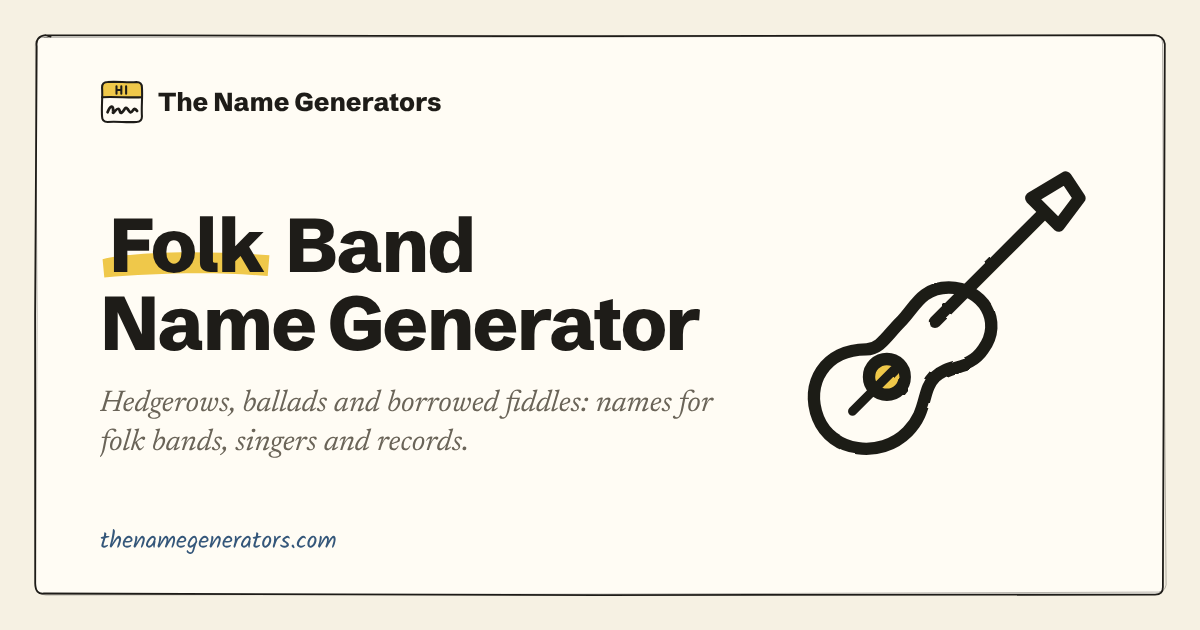 HI
The Name Generators
Folk Band
Name Generator
Hedgerows, ballads and borrowed fiddles: names for
folk bands, singers and records.
thenamegenerators.com